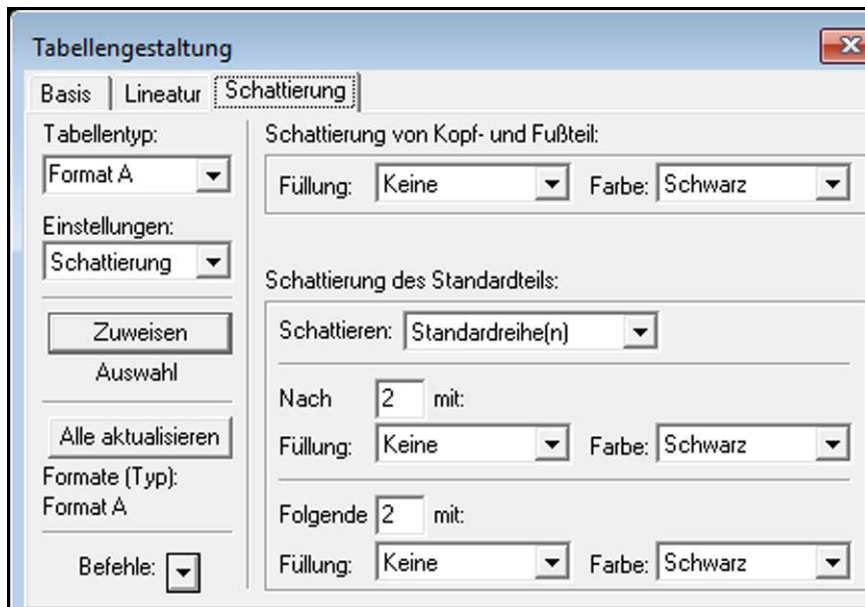 Tabellengestaltung
Basis Lineatur Schattierung
Tabellentyp:
Format A
Einstellungen:
Schattierung
Zuweisen
Auswahl
Alle aktualisieren
Formate (Typ):
Format A
Befehle:
Schattierung von Kopf- und Fußteil:
Füllung: Keine Farbe: Schwarz
Schattierung des Standardteils:
Schattieren: Standardreihe(n)
Nach 2 mit:
Füllung: Keine Farbe: Schwarz
Folgende 2 mit:
Füllung: Keine Farbe: Schwarz